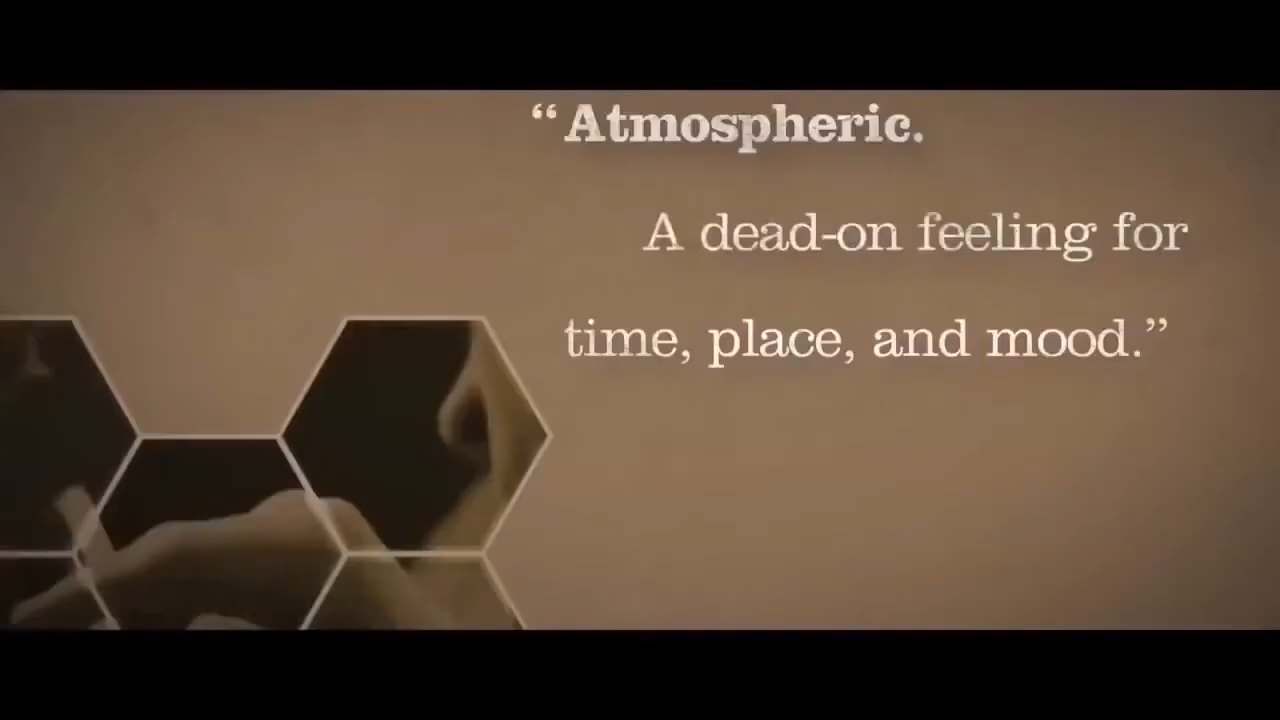 “Atmospheric.
A dead-on feeling for
time, place, and mood.”